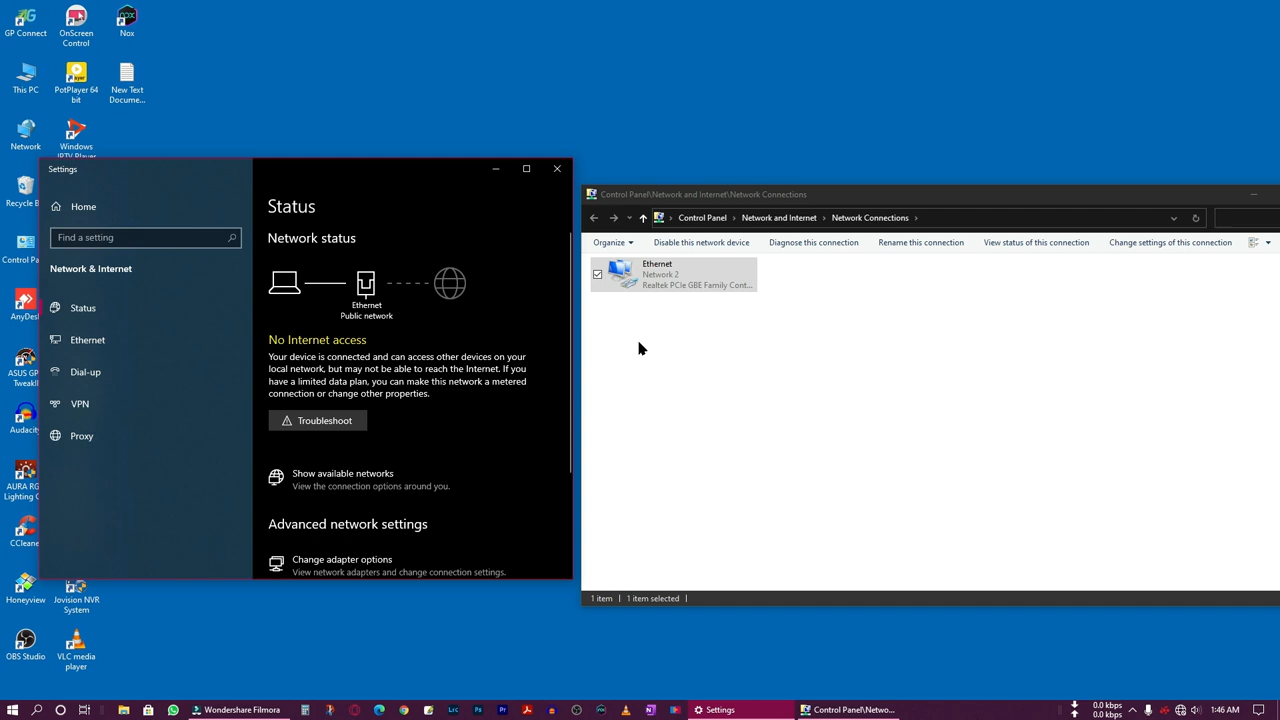 GP Connect
OnScreen
Control
Nox
This PC
PotPlayer 64
bit
New Text
Docume...
Network
Windows
IPTV Player
Recycle B
Control Pa
AnyDesk
ASUS GP
TweakII
Audacity
AURA RG
Lighting C
CCleane
Honeyview
Jovision NVR
System
OBS Studio
VLC media
player
Settings
Home
Find a setting
Network & Internet
Status
Ethernet
Dial-up
VPN
Proxy
Status
Network status
Ethernet
Public network
No Internet access
Your device is connected and can access other devices on your
local network, but may not be able to reach the Internet. If you
have a limited data plan, you can make this network a metered
connection or change other properties.
Troubleshoot
Show available networks
View the connection options around you.
Advanced network settings
Change adapter options
View network adapters and change connection settings.
Control Panel\Network and Internet\Network Connections
Control Panel
Network and Internet
Network Connections
Organize
Disable this network device
Diagnose this connection
Rename this connection
View status of this connection
Change settings of this connection
Ethernet
Network 2
Realtek PCIe GBE Family Cont...
1 item
1 item selected
Wondershare Filmora
Lrc
Ps
Pr
Settings
Control Panel\Netwo...
0.0 kbps
0.0 kbps
1:46 AM